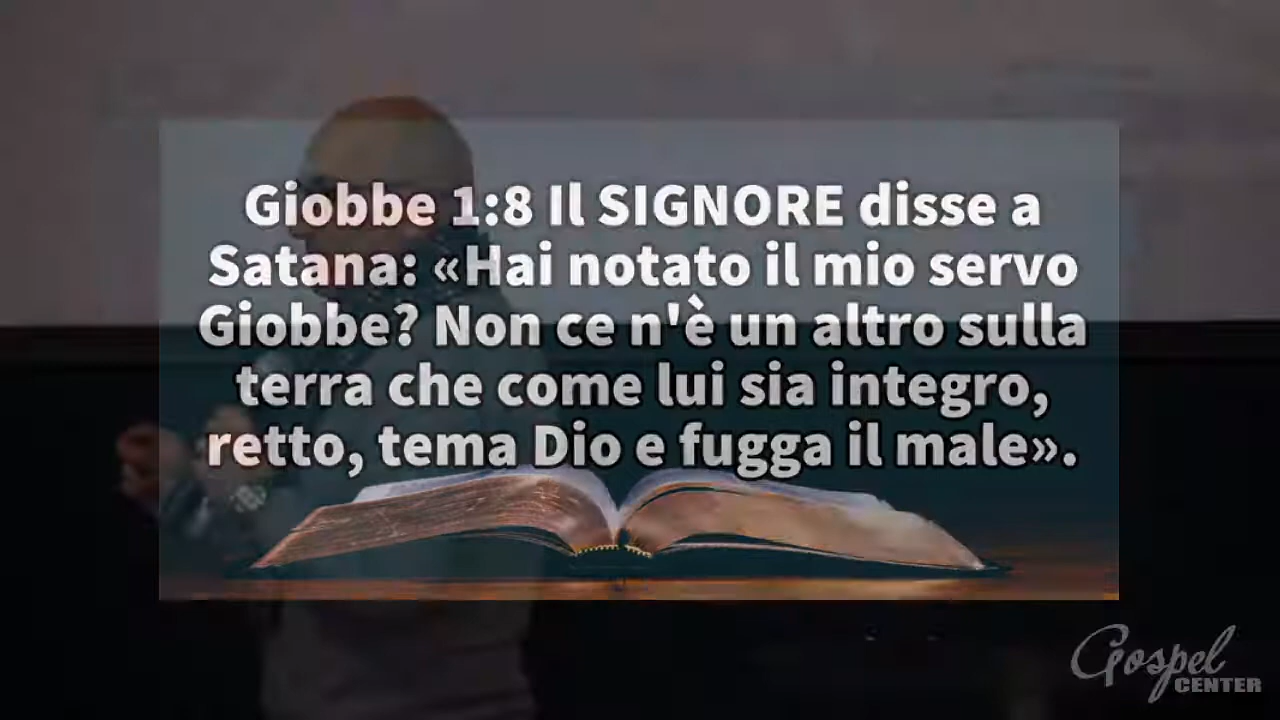 Giobbe 1:8 Il SIGNORE disse a
Satana: «Hai notato il mio servo
Giobbe? Non ce n'è un altro sulla
terra che come lui sia integro,
retto, tema Dio e fugga il male».
Gospel
CENTER